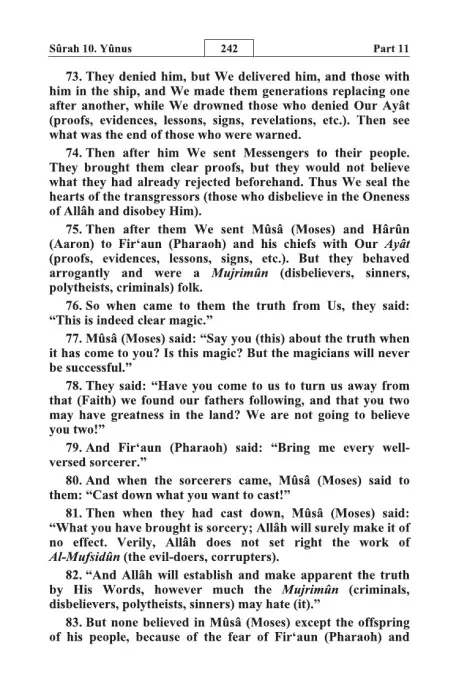 Sûrah 10. Yûnus 242 Part 11
73. They denied him, but We delivered him, and those with
him in the ship, and We made them generations replacing one
after another, while We drowned those who denied Our Ayât
(proofs, evidences, lessons, signs, revelations, etc.). Then see
what was the end of those who were warned.
74. Then after him We sent Messengers to their people.
They brought them clear proofs, but they would not believe
what they had already rejected beforehand. Thus We seal the
hearts of the transgressors (those who disbelieve in the Oneness
of Allâh and disobey Him).
75. Then after them We sent Mûsâ (Moses) and Hârûn
(Aaron) to Fir‘aun (Pharaoh) and his chiefs with Our Ayât
(proofs, evidences, lessons, signs, etc.). But they behaved
arrogantly and were a Mujrimûn (disbelievers, sinners,
polytheists, criminals) folk.
76. So when came to them the truth from Us, they said:
“This is indeed clear magic.”
77. Mûsâ (Moses) said: “Say you (this) about the truth when
it has come to you? Is this magic? But the magicians will never
be successful.”
78. They said: “Have you come to us to turn us away from
that (Faith) we found our fathers following, and that you two
may have greatness in the land? We are not going to believe
you two!”
79. And Fir‘aun (Pharaoh) said: “Bring me every well-
versed sorcerer.”
80. And when the sorcerers came, Mûsâ (Moses) said to
them: “Cast down what you want to cast!”
81. Then when they had cast down, Mûsâ (Moses) said:
“What you have brought is sorcery; Allâh will surely make it of
no effect. Verily, Allâh does not set right the work of
Al-Mufsidûn (the evil-doers, corrupters).
82. “And Allâh will establish and make apparent the truth
by His Words, however much the Mujrimûn (criminals,
disbelievers, polytheists, sinners) may hate (it).”
83. But none believed in Mûsâ (Moses) except the offspring
of his people, because of the fear of Fir‘aun (Pharaoh) and